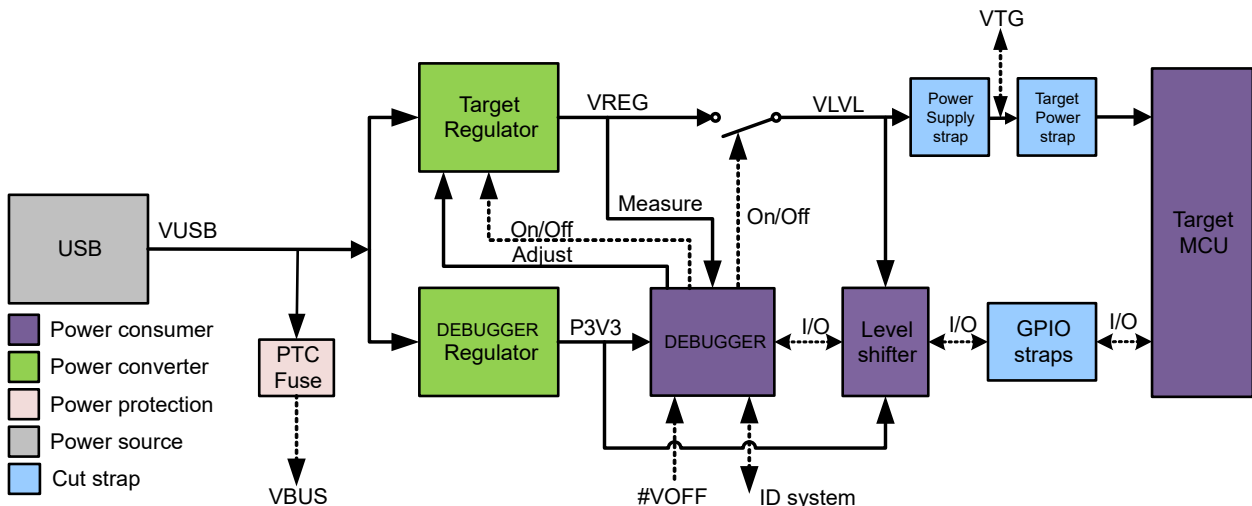 VTG
Target
Regulator
VREG
VLVL
Power
Supply
strap
Target
Power
strap
USB
VUSB
Measure
On/Off
On/Off
Adjust
Target
MCU
DEBUGGER
Regulator
P3V3
DEBUGGER
I/O
Level
shifter
I/O
GPIO
straps
I/O
PTC
Fuse
Power consumer
Power converter
Power protection
Power source
Cut strap
VBUS
#VOFF
ID system